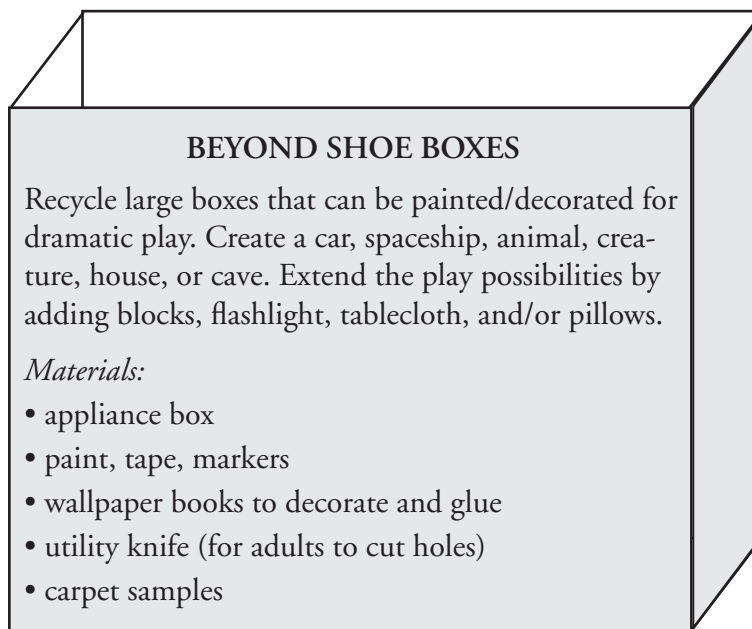 BEYOND SHOE BOXES
Recycle large boxes that can be painted/decorated for
dramatic play. Create a car, spaceship, animal, crea-
ture, house, or cave. Extend the play possibilities by
adding blocks, flashlight, tablecloth, and/or pillows.
Materials:
• appliance box
• paint, tape, markers
• wallpaper books to decorate and glue
• utility knife (for adults to cut holes)
• carpet samples